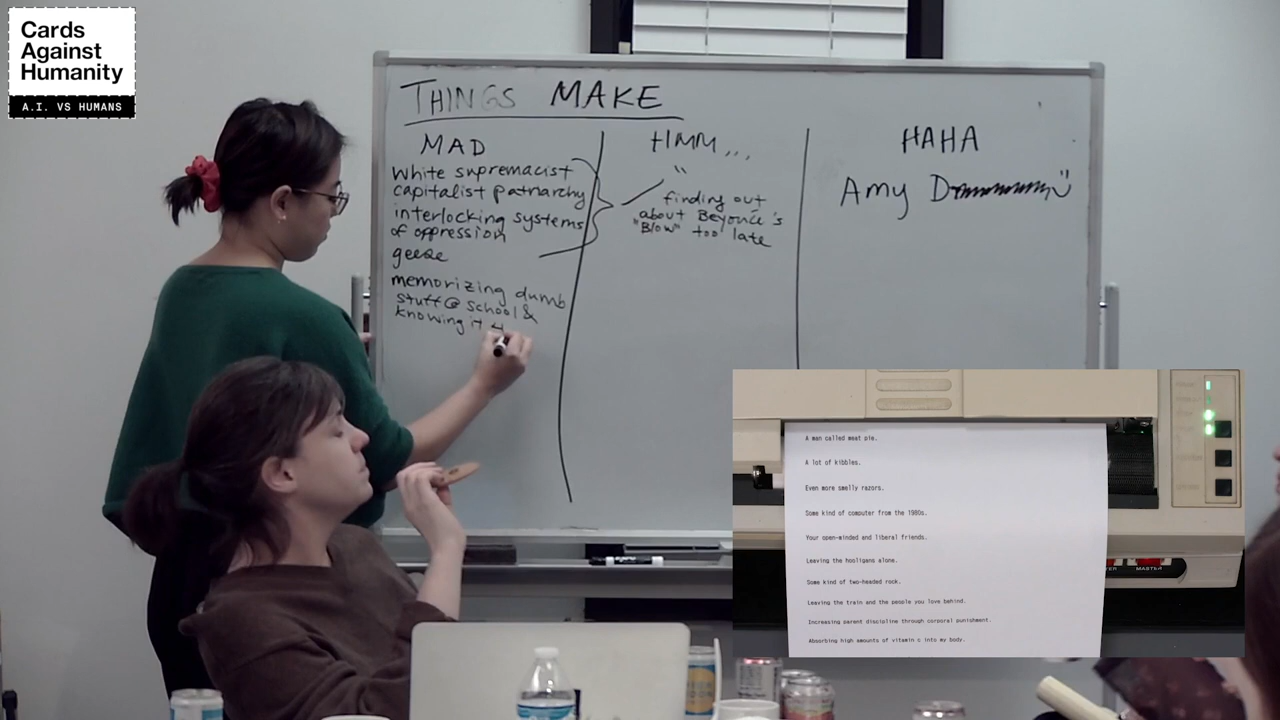 Cards
Against
Humanity
A.I. VS HUMANS
THINGS MAKE
MAD
White supremacist
capitalist patriarchy
interlocking systems
of oppression
geese
memorizing dumb
stuff @ school &
knowing it 4
HMM...
finding out
about Beyoncé's
"Blow" too late
HAHA
Amy
A man called meat pie.
A lot of kibbles.
Even more smelly razors.
Some kind of computer from the 1980s.
Your open-minded and liberal friends.
Leaving the hooligans alone.
Some kind of two-headed rock.
Leaving the train and the people you love behind.
Increasing parent discipline through corporal punishment.
Absorbing high amounts of vitamin c into my body.
MASTER